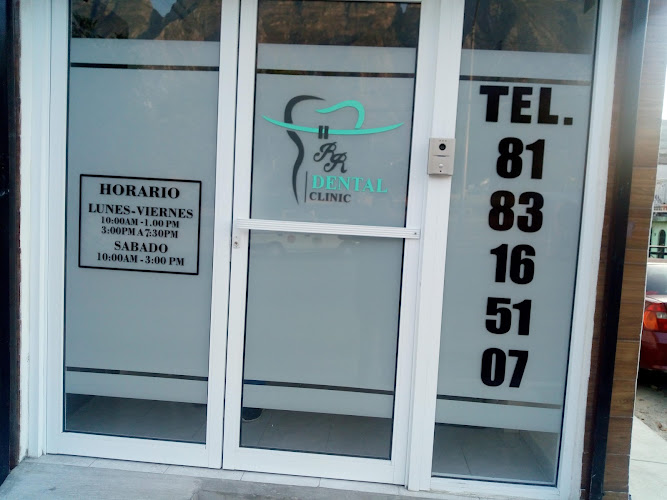 HORARIO
LUNES-VIERNES
10:00AM - 1.00 PM
3:00PM A 7:30PM
SABADO
10:00AM - 3:00 PM
RR
DENTAL
CLINIC
TEL.
81
83
16
51
07